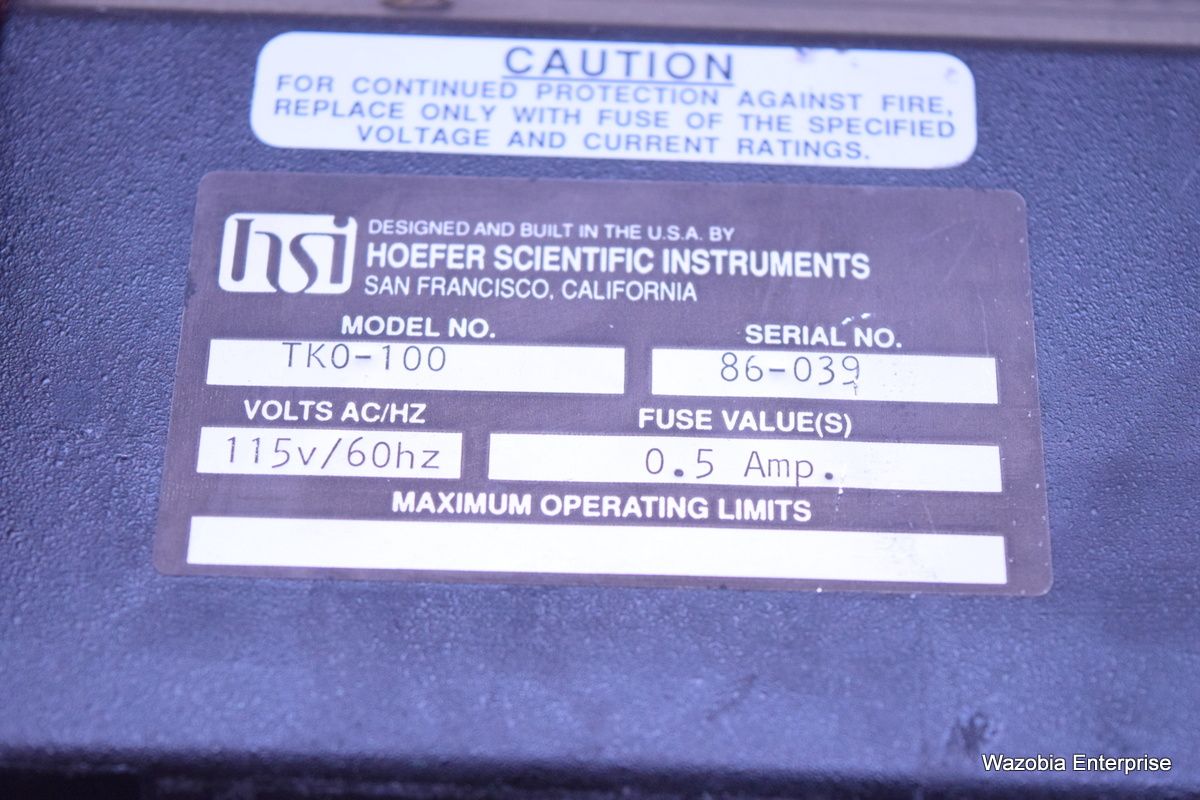 CAUTION
FOR CONTINUED PROTECTION AGAINST FIRE,
REPLACE ONLY WITH FUSE OF THE SPECIFIED
VOLTAGE AND CURRENT RATINGS.
hsi
DESIGNED AND BUILT IN THE U.S.A. BY
HOEFER SCIENTIFIC INSTRUMENTS
SAN FRANCISCO, CALIFORNIA
MODEL NO. SERIAL NO.
TKO-100 86-039
VOLTS AC/HZ FUSE VALUE(S)
115v/60hz 0.5 Amp.
MAXIMUM OPERATING LIMITS
Wazobia Enterprise